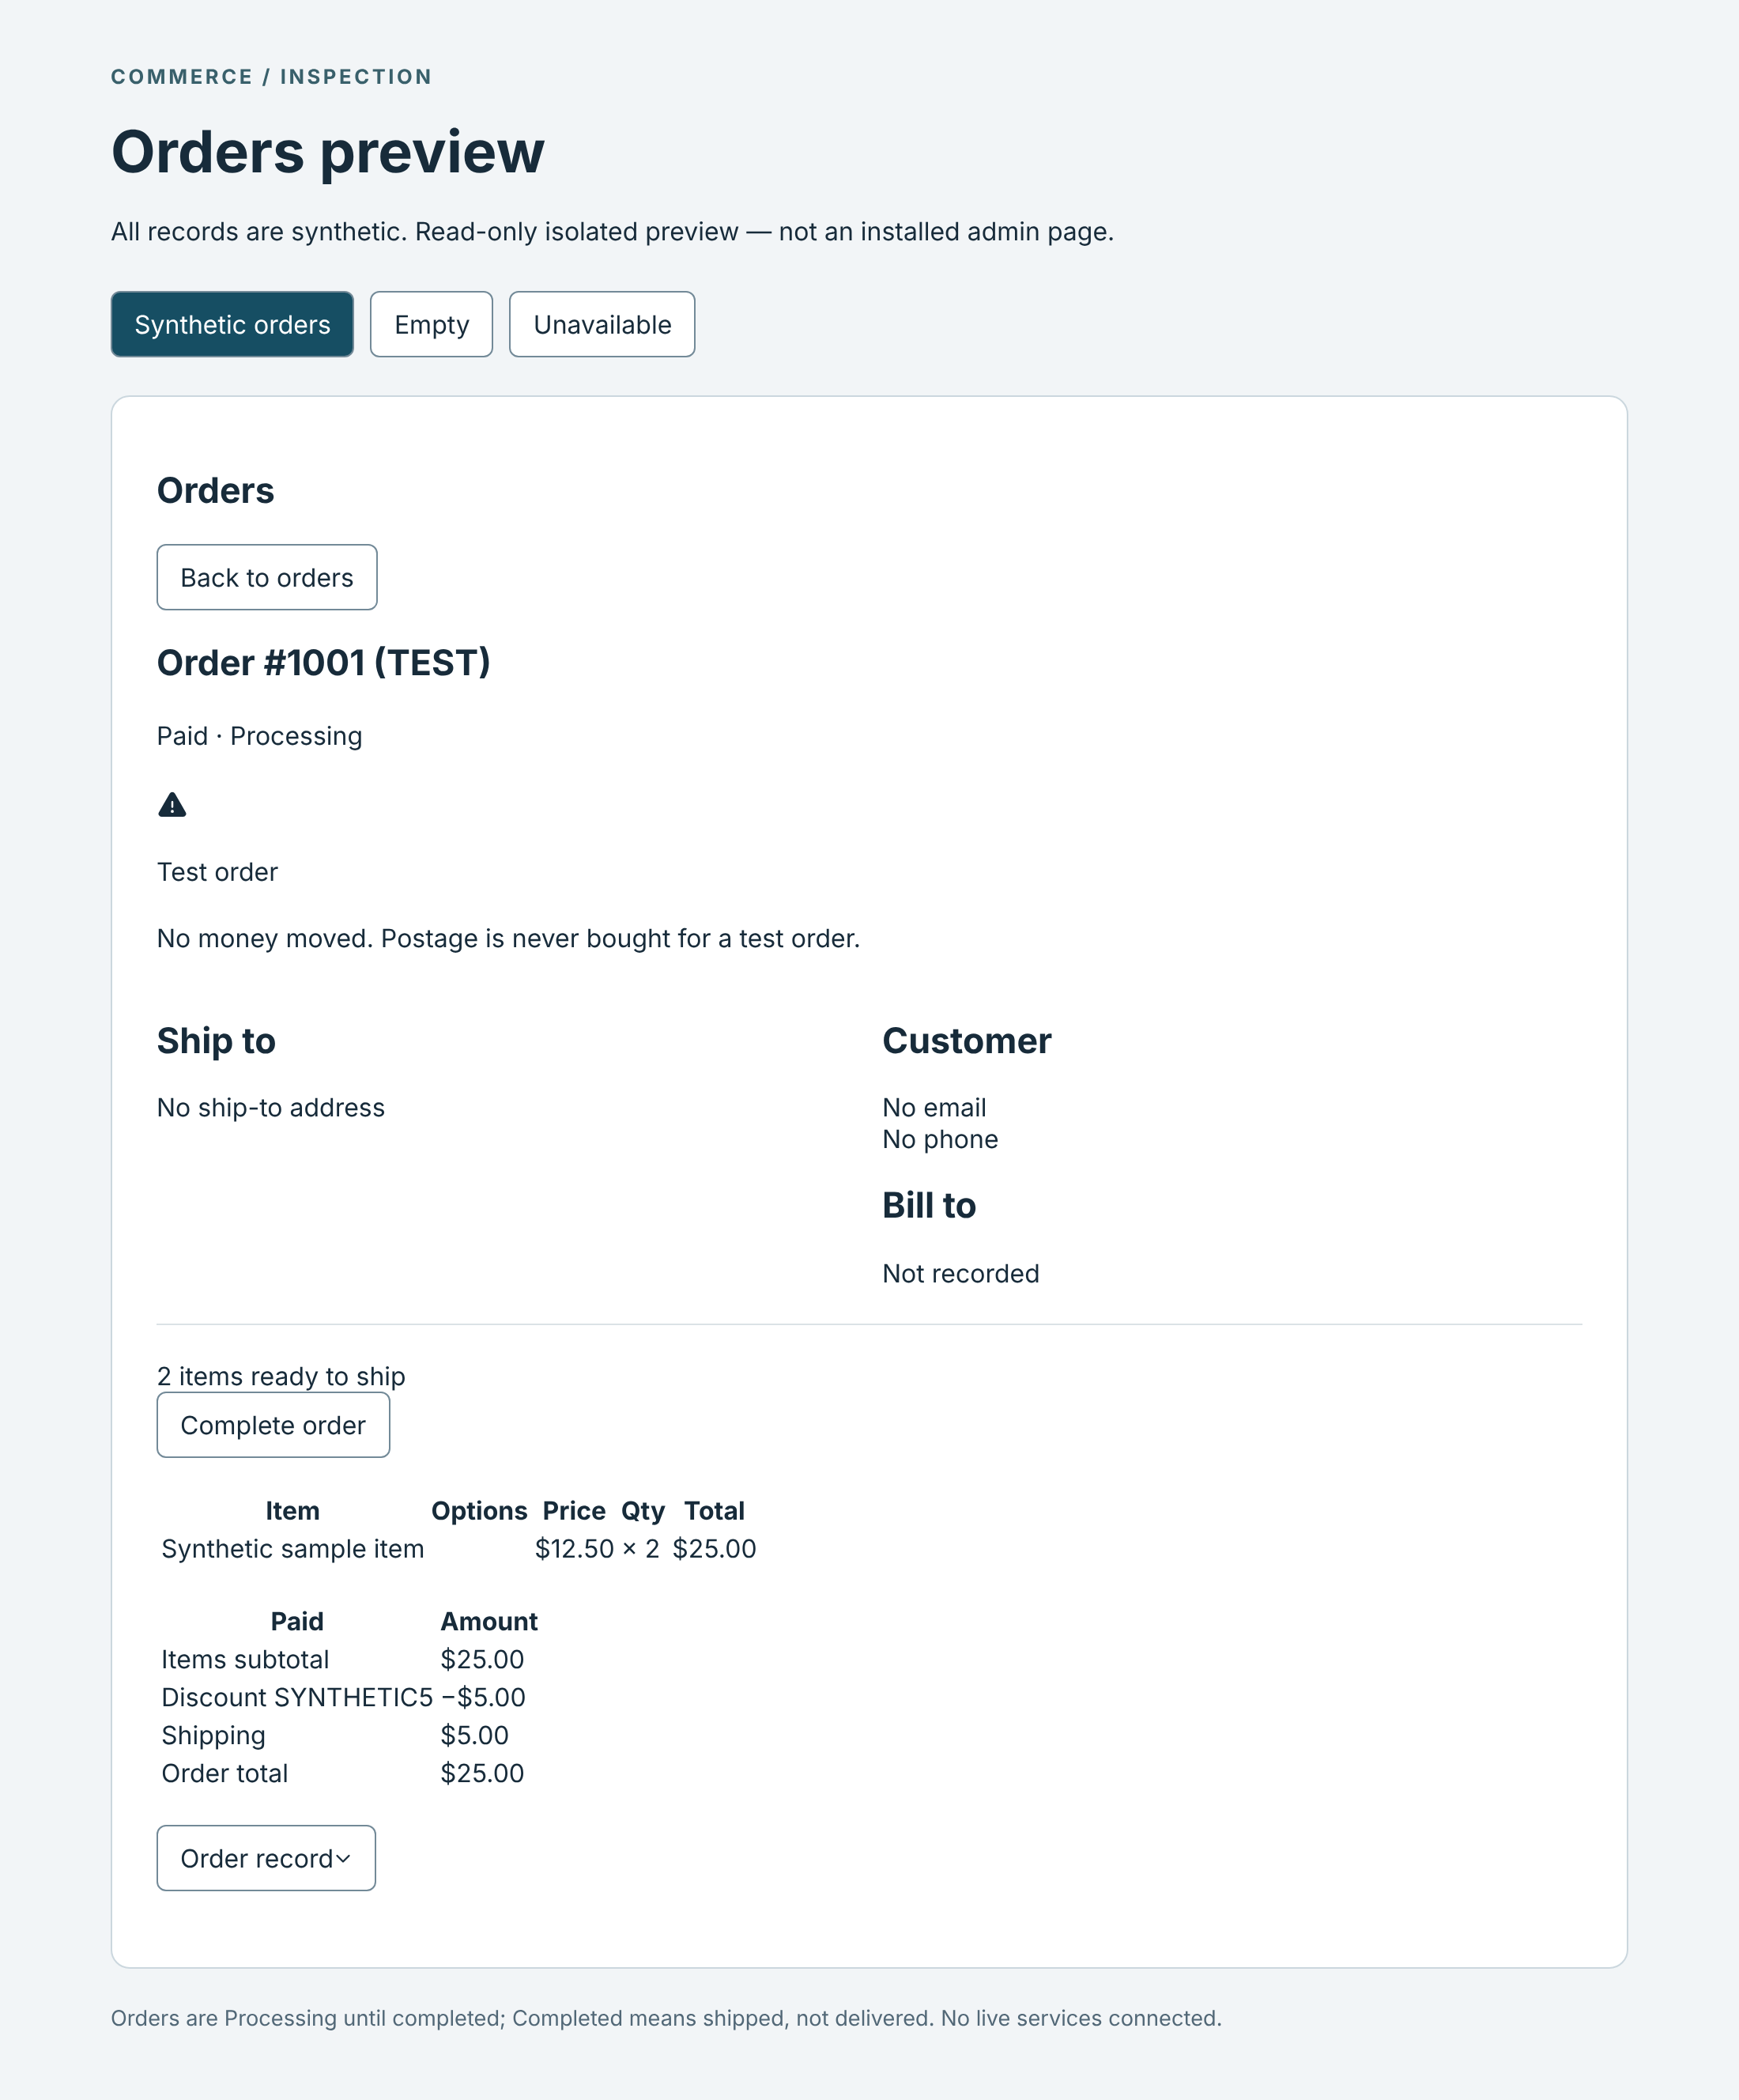 COMMERCE / INSPECTION
Orders preview
All records are synthetic. Read-only isolated preview — not an installed admin page.
Synthetic orders Empty Unavailable
Orders
Back to orders
Order #1001 (TEST)
Paid · Processing
Test order
No money moved. Postage is never bought for a test order.
Ship to
No ship-to address
Customer
No email
No phone
Bill to
Not recorded
2 items ready to ship
Complete order
Item Options Price Qty Total
Synthetic sample item $12.50 × 2 $25.00
Paid Amount
Items subtotal $25.00
Discount SYNTHETIC5 −$5.00
Shipping $5.00
Order total $25.00
Order record
Orders are Processing until completed; Completed means shipped, not delivered. No live services connected.